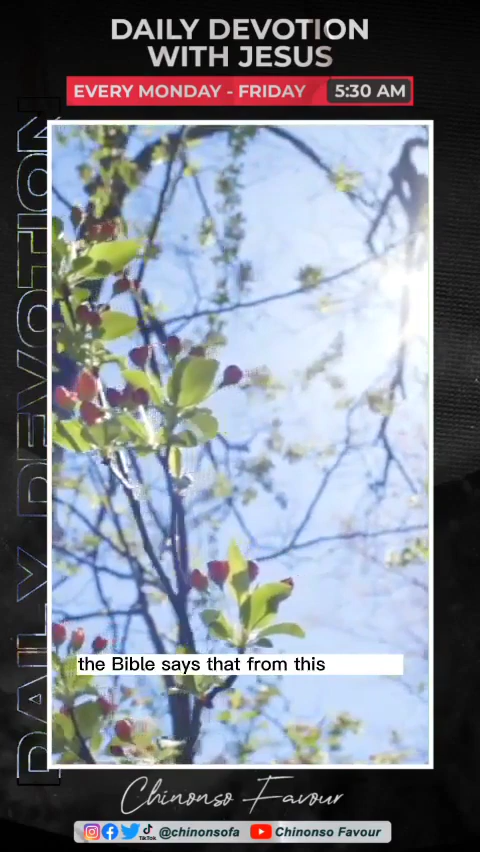 DAILY DEVOTION
WITH JESUS
EVERY MONDAY - FRIDAY 5:30 AM
DAILY DEVOTION
the Bible says that from this
Chinonso Favour
TikTok @chinonsofa Chinonso Favour